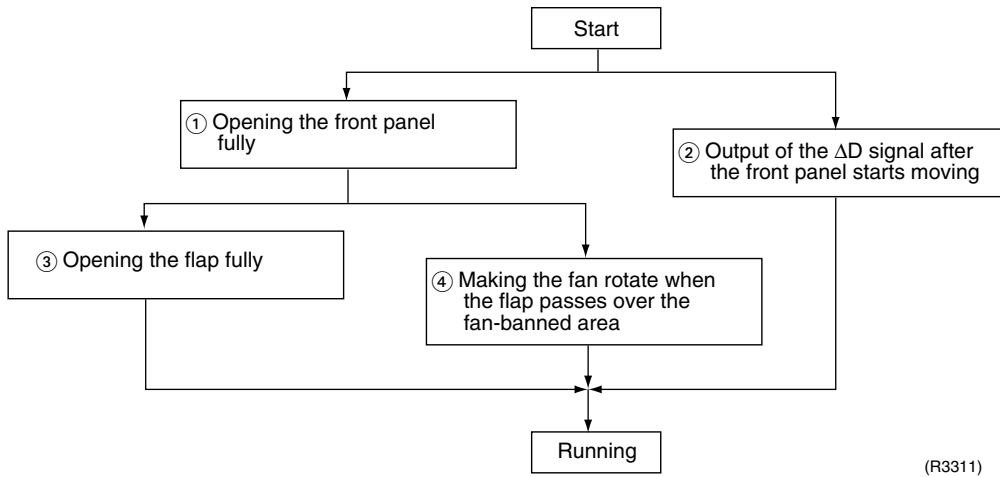 Start
① Opening the front panel
fully
② Output of the ΔD signal after
the front panel starts moving
③ Opening the flap fully
④ Making the fan rotate when
the flap passes over the
fan-banned area
Running
(R3311)